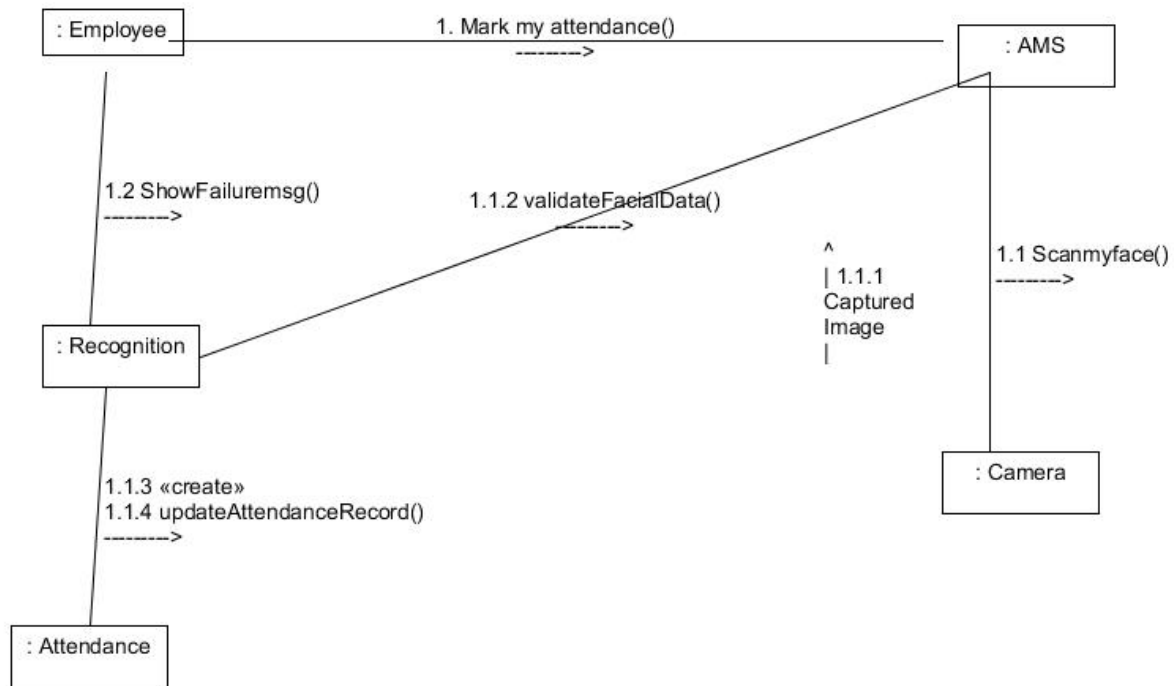 : Employee
1. Mark my attendance()
--------->
: AMS
1.2 ShowFailuremsg()
--------->
1.1.2 validateFacialData()
--------->
^
| 1.1.1
Captured
Image
|
1.1 Scanmyface()
--------->
: Recognition
: Camera
1.1.3 «create»
1.1.4 updateAttendanceRecord()
--------->
: Attendance